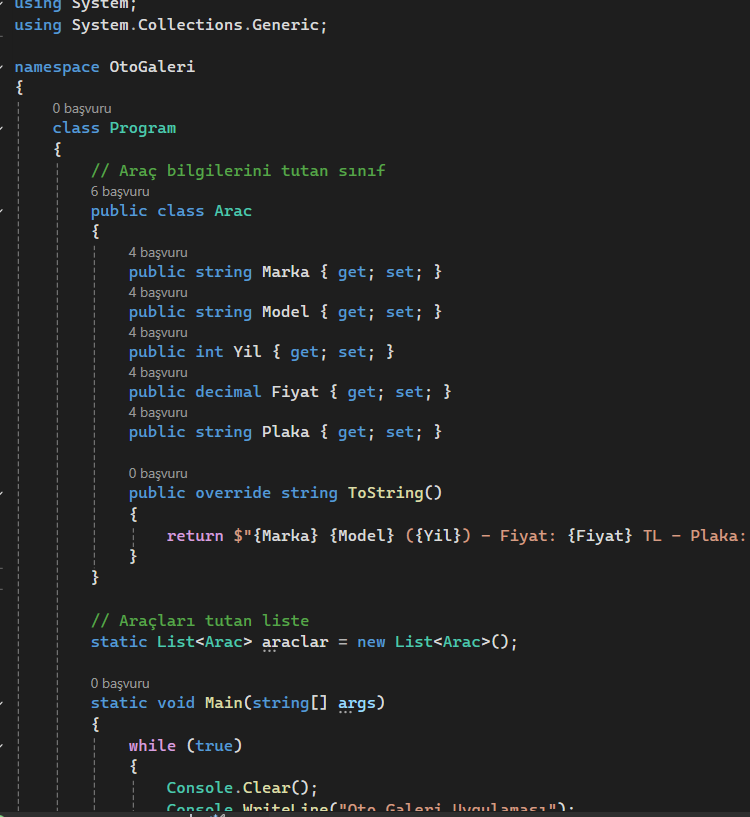 using System;
using System.Collections.Generic;
namespace OtoGaleri
{
0 başvuru
class Program
{
// Araç bilgilerini tutan sınıf
6 başvuru
public class Arac
{
4 başvuru
public string Marka { get; set; }
4 başvuru
public string Model { get; set; }
4 başvuru
public int Yil { get; set; }
4 başvuru
public decimal Fiyat { get; set; }
4 başvuru
public string Plaka { get; set; }
0 başvuru
public override string ToString()
{
return $"{Marka} {Model} ({Yil}) - Fiyat: {Fiyat} TL - Plaka:
}
}
// Araçları tutan liste
static List<Arac> araclar = new List<Arac>();
0 başvuru
static void Main(string[] args)
{
while (true)
{
Console.Clear();
Console.WriteLine("Oto Galeri Uygulaması");